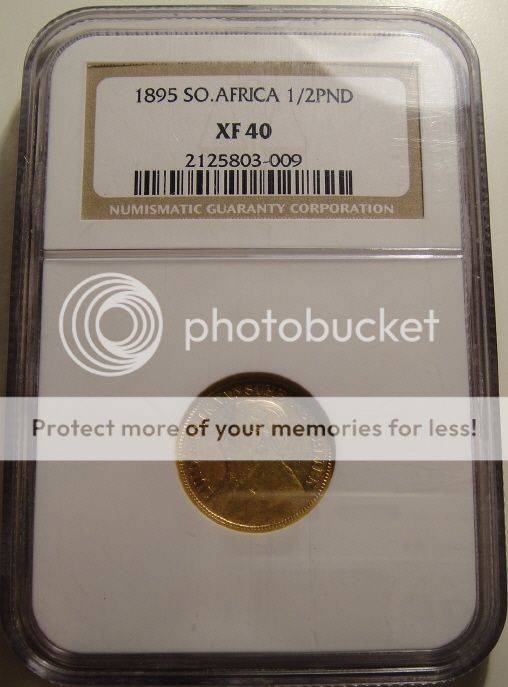 1895 SO.AFRICA 1/2PND
XF 40
2125803-009
NUMISMATIC GUARANTY CORPORATION
photobucket
Protect more of your memories for less!